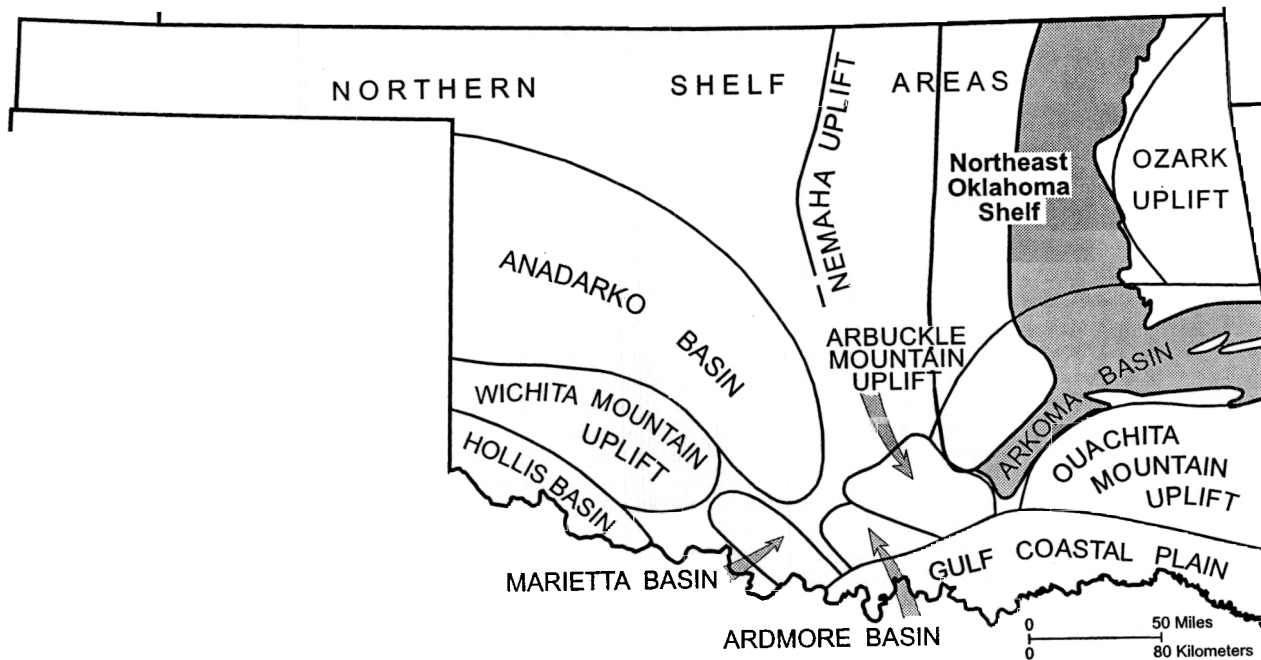 NORTHERN SHELF AREAS
NEMAHA UPLIFT
Northeast
Oklahoma
Shelf
OZARK
UPLIFT
ANADARKO
BASIN
ARBUCKLE
MOUNTAIN
UPLIFT
ARKOMA BASIN
WICHITA MOUNTAIN
UPLIFT
HOLLIS BASIN
OUACHITA
MOUNTAIN
UPLIFT
MARIETTA BASIN
GULF COASTAL PLAIN
ARDMORE BASIN
0 50 Miles
0 80 Kilometers